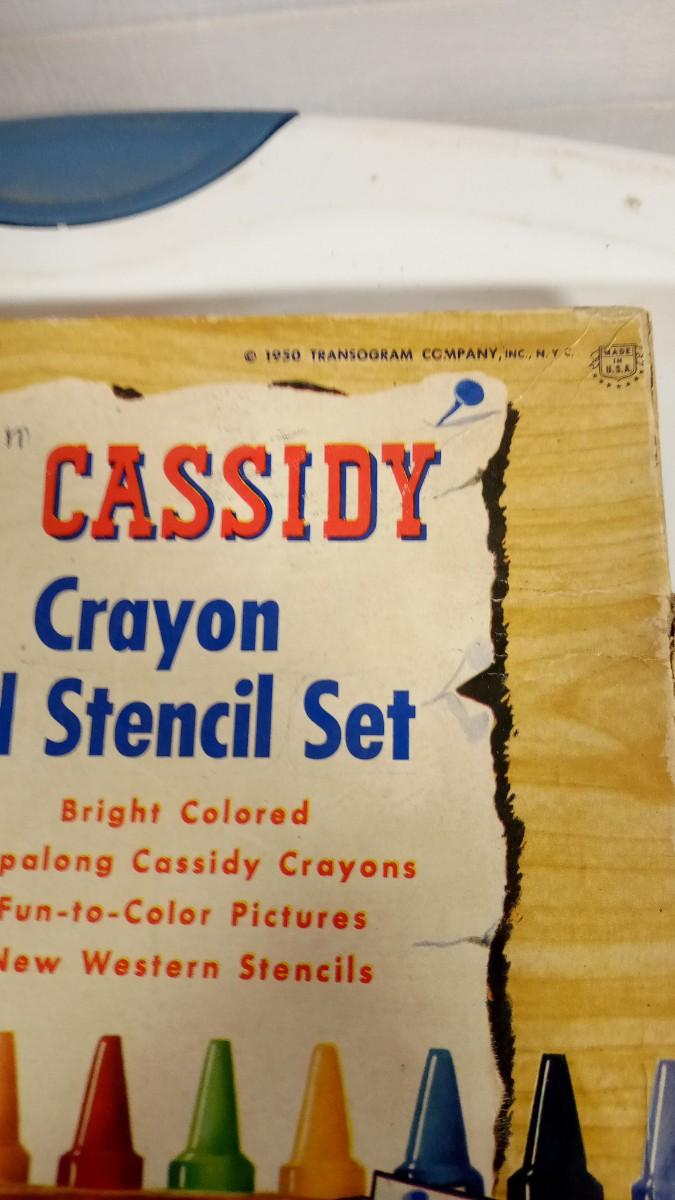 © 1950 TRANSOGRAM COMPANY, INC., N.Y.C.
MADE
IN
U.S.A.
CASSIDY
Crayon
d Stencil Set
Bright Colored
palong Cassidy Crayons
Fun-to-Color Pictures
New Western Stencils